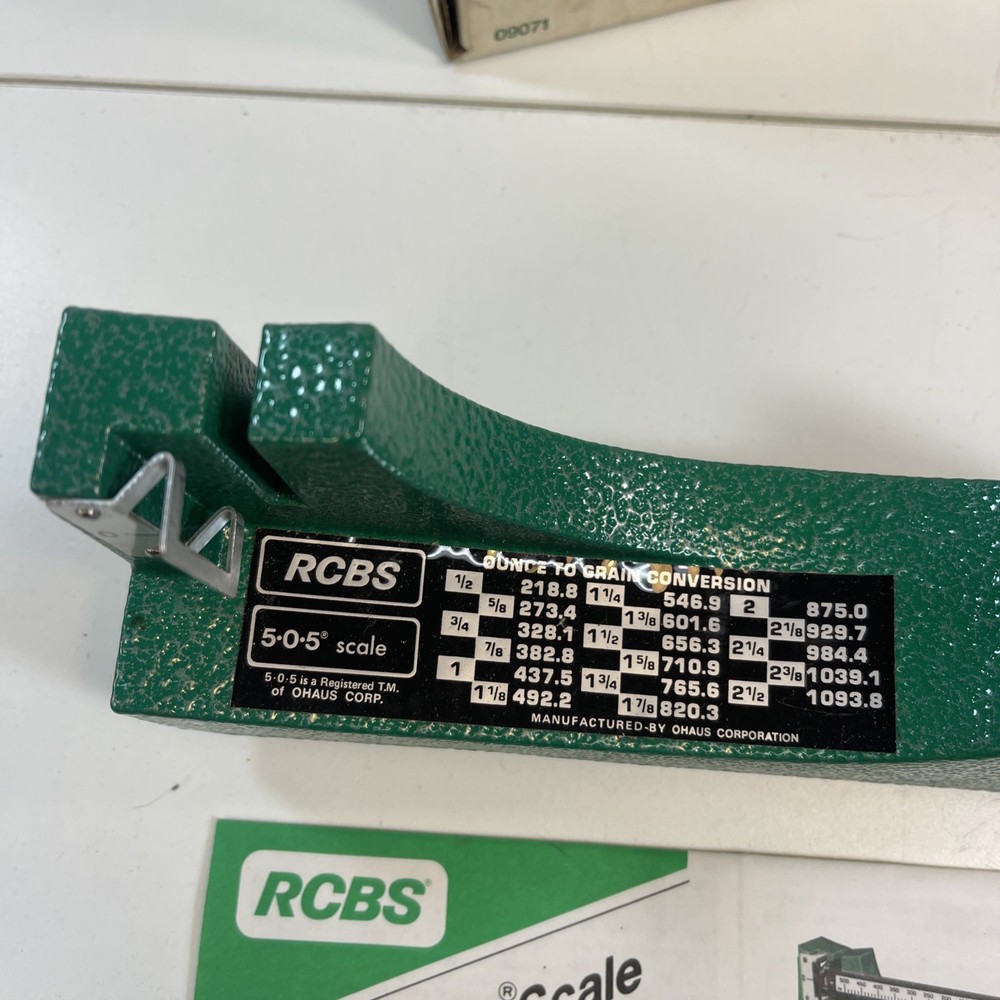 09071
RCBS
5·0·5® scale
5·0·5 is a Registered T.M.
of OHAUS CORP.
OUNCE TO GRAIN CONVERSION
1/2 218.8 1 1/4 546.9 2 875.0
5/8 273.4 1 3/8 601.6 2 1/8 929.7
3/4 328.1 1 1/2 656.3 2 1/4 984.4
7/8 382.8 1 5/8 710.9 2 3/8 1039.1
1 437.5 1 3/4 765.6 2 1/2 1093.8
1 1/8 492.2 1 7/8 820.3
MANUFACTURED-BY OHAUS CORPORATION
RCBS®
® Scale